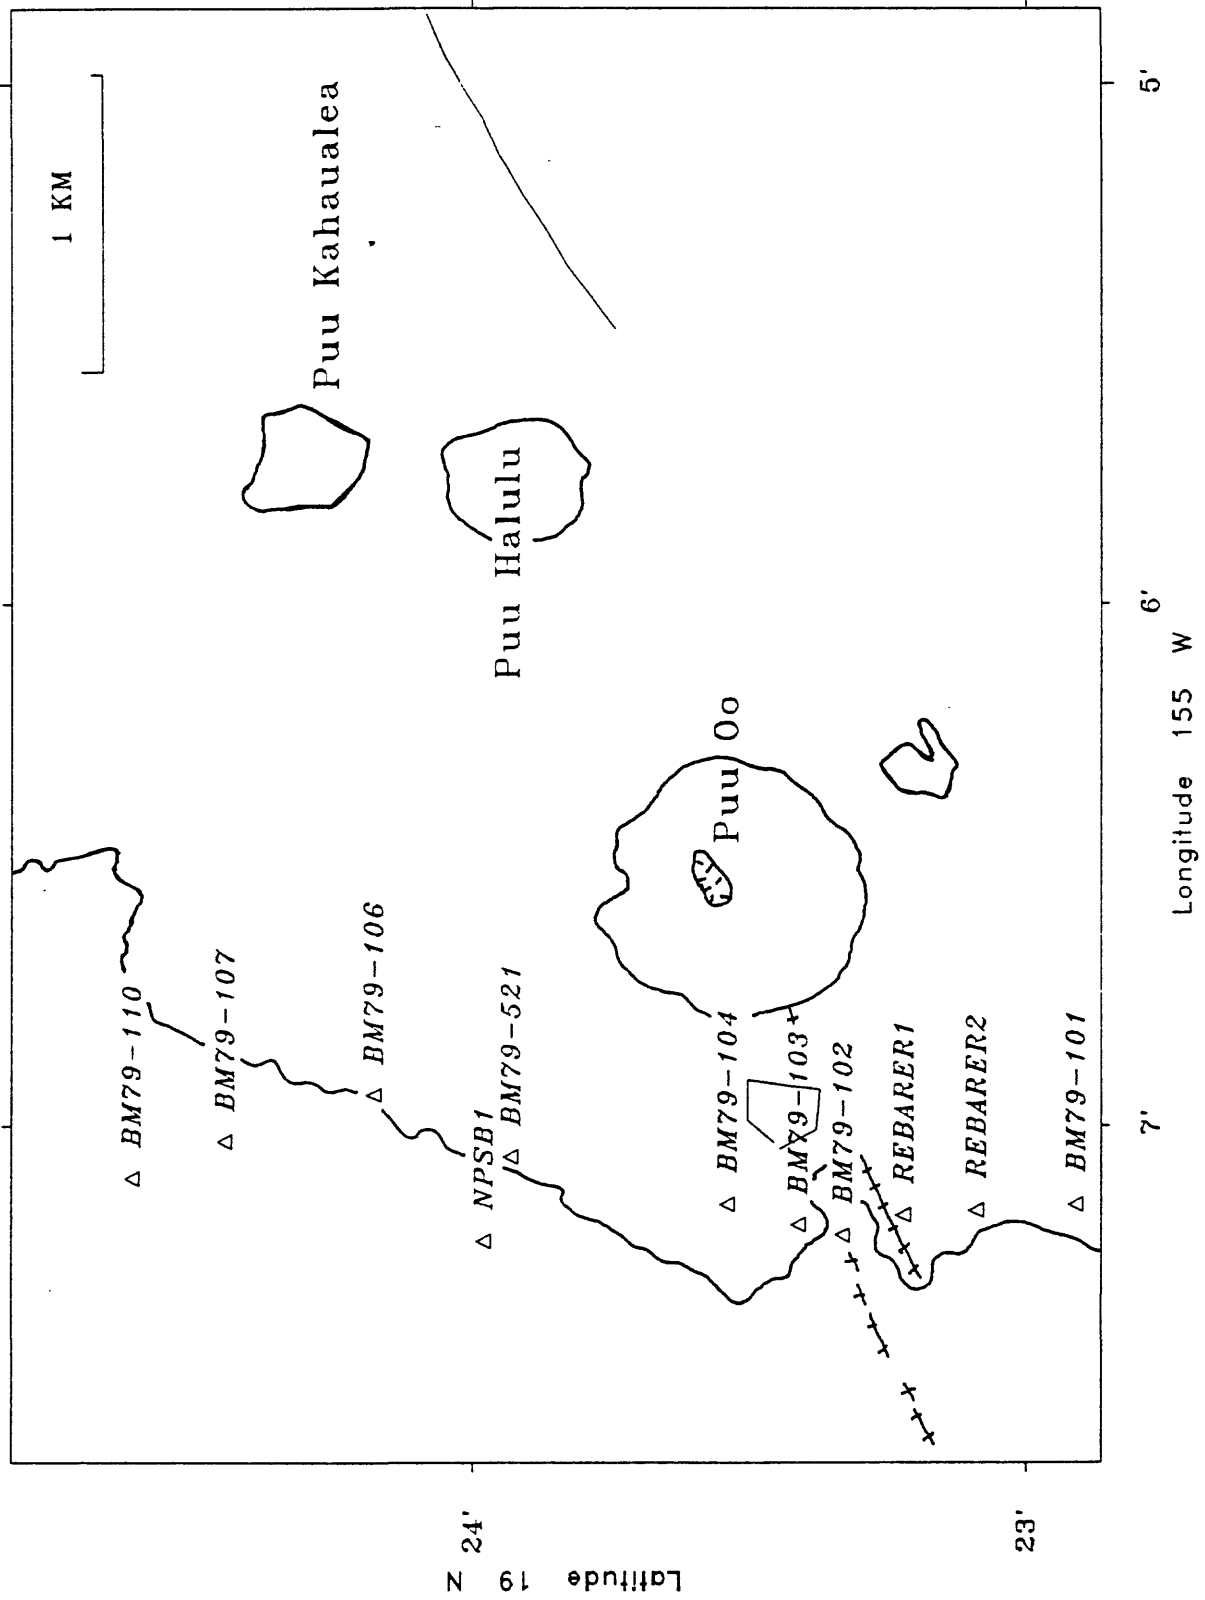 1 KM
Puu Kahaualea
Puu Halulu
Puu Oo
△ BM79-110
△ BM79-107
△ BM79-106
△ NPSB1
△ BM79-521
△ BM79-104
△ BM79-103
△ BM79-102
△ REBARER1
△ REBARER2
△ BM79-101
24'
23'
Latitude 19 N
7'
6'
5'
Longitude 155 W